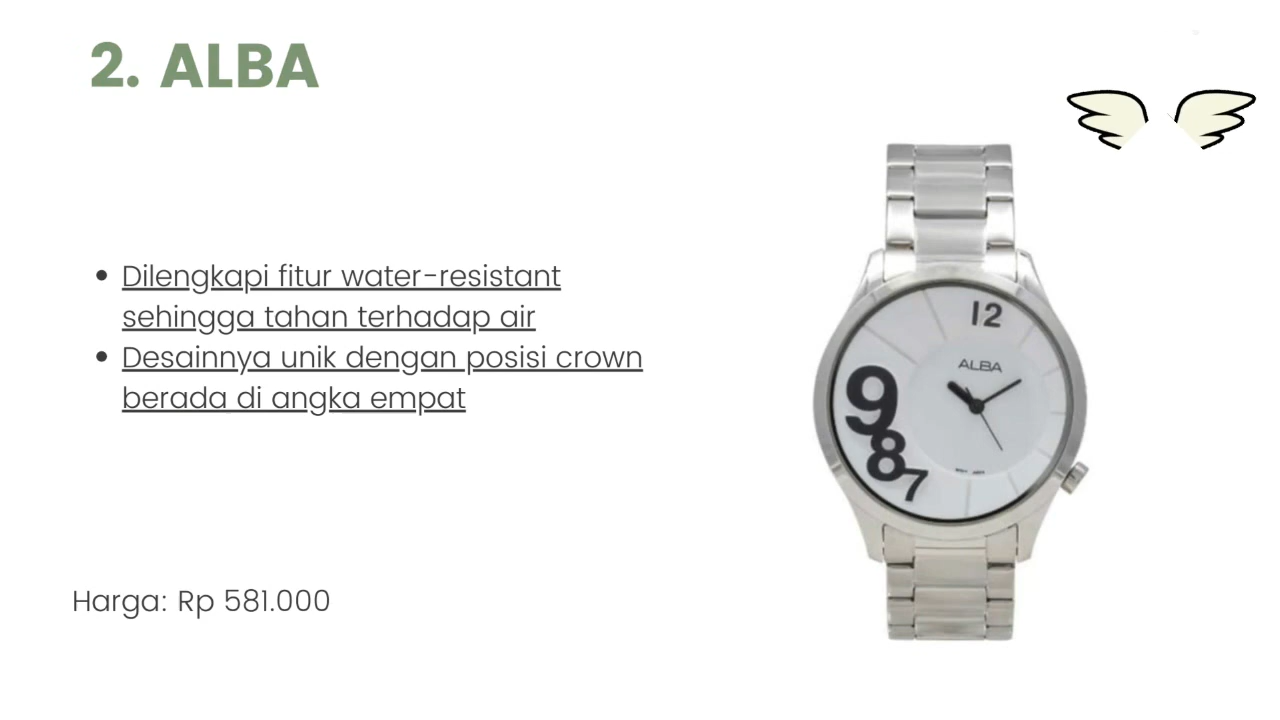 2. ALBA
• Dilengkapi fitur water-resistant
sehingga tahan terhadap air
• Desainnya unik dengan posisi crown
berada di angka empat
Harga: Rp 581.000
12
ALBA
9
8
7